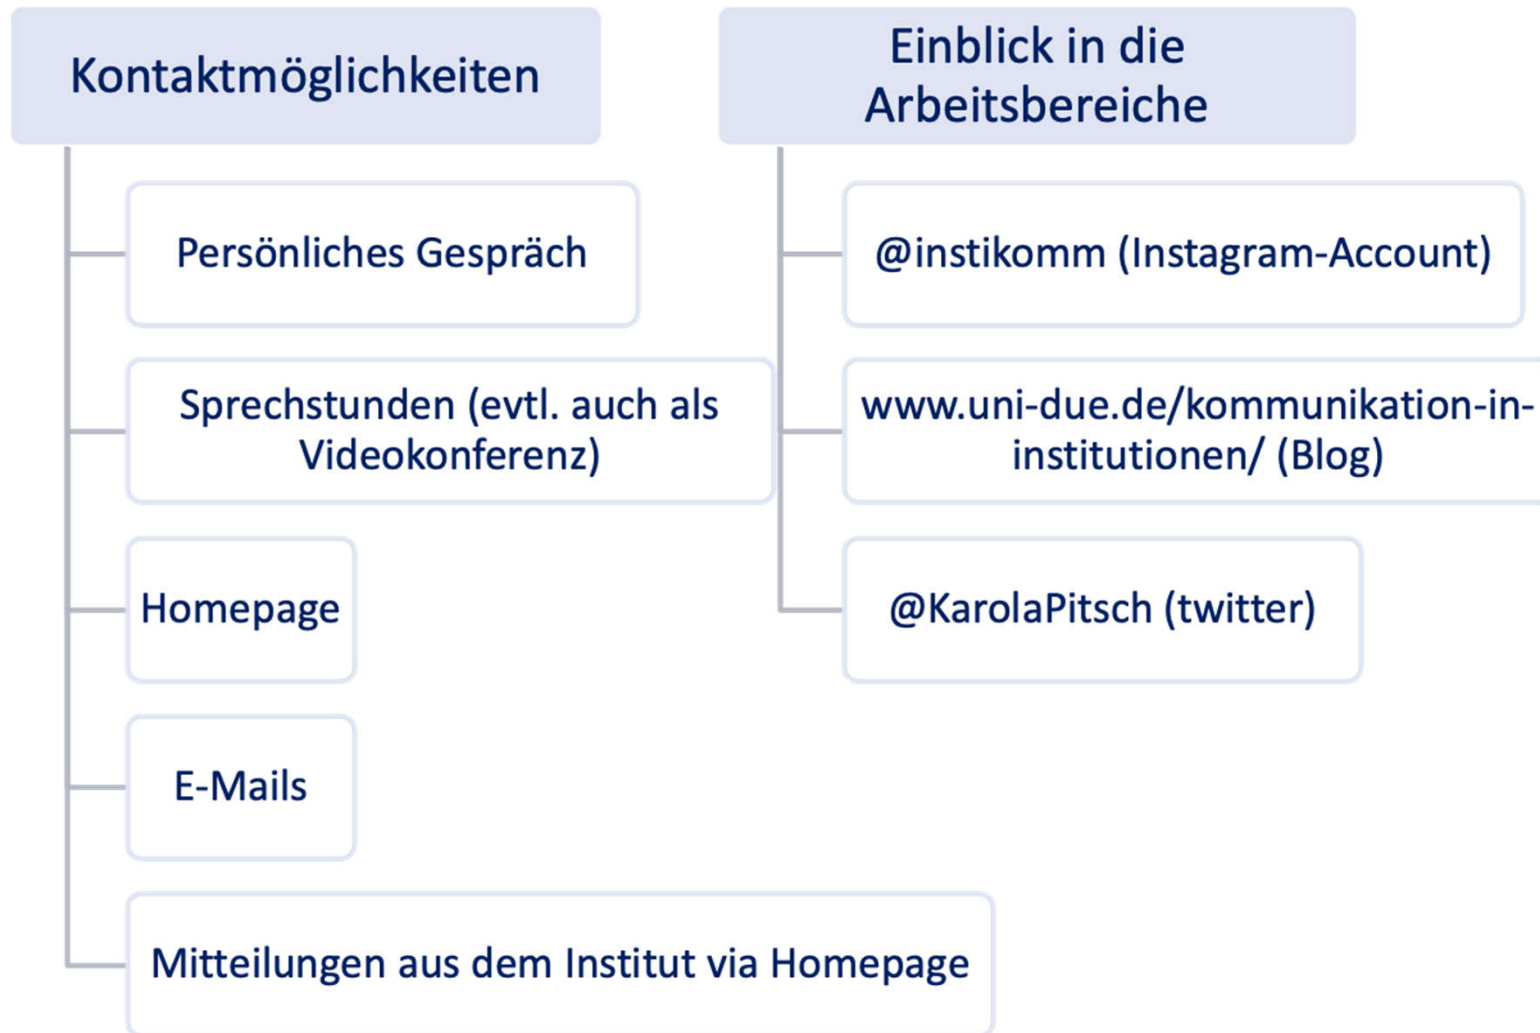 Kontaktmöglichkeiten
Persönliches Gespräch
Sprechstunden (evtl. auch als
Videokonferenz)
Homepage
E-Mails
Mitteilungen aus dem Institut via Homepage
Einblick in die
Arbeitsbereiche
@instikomm (Instagram-Account)
www.uni-due.de/kommunikation-in-
institutionen/ (Blog)
@KarolaPitsch (twitter)